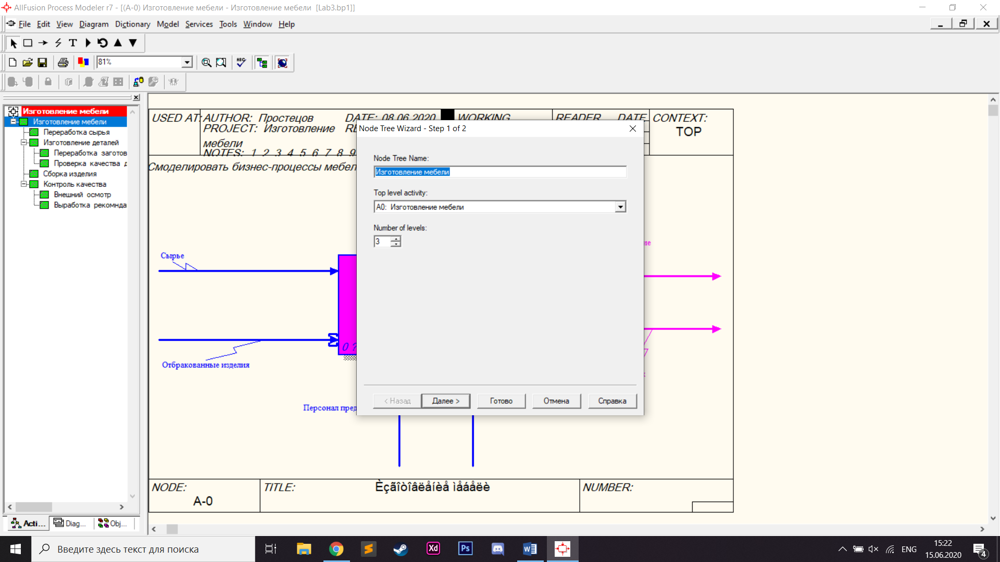 AllFusion Process Modeler r7 - [(A-0) Изготовление мебели - Изготовление мебели  [Lab3.bp1]]
File Edit View Diagram Dictionary Model Services Tools Window Help
T
81%
ABC
Изготовление мебели
Изготовление мебели
Переработка сырья
Изготовление деталей
Переработка  заготов
Проверка  качества  д
Сборка изделия
Контроль качества
Внешний  осмотр
Выработка  рекомнда
Acti...
Diag...
Obj...
USED AT:
AUTHOR:  Простецов
DATE: 08.06.2020
WORKING
READER
DATE
CONTEXT:
PROJECT:  Изготовление
мебели
RE
TOP
NOTES:  1  2  3  4  5  6  7  8  9
Смоделировать бизнес-процессы мебел
Сырье
Отбракованные изделия
Персонал пред
0 ?
ие
Node Tree Wizard - Step 1 of 2
Node Tree Name:
Изготовление мебели
Top level activity:
A0:  Изготовление мебели
Number of levels:
3
< Назад
Далее >
Готово
Отмена
Справка
NODE:
A-0
TITLE:
Èçãîòîâëåíèå ìåáåëè
NUMBER:
Введите здесь текст для поиска
Xd
Ps
ENG
15:22
15.06.2020
4